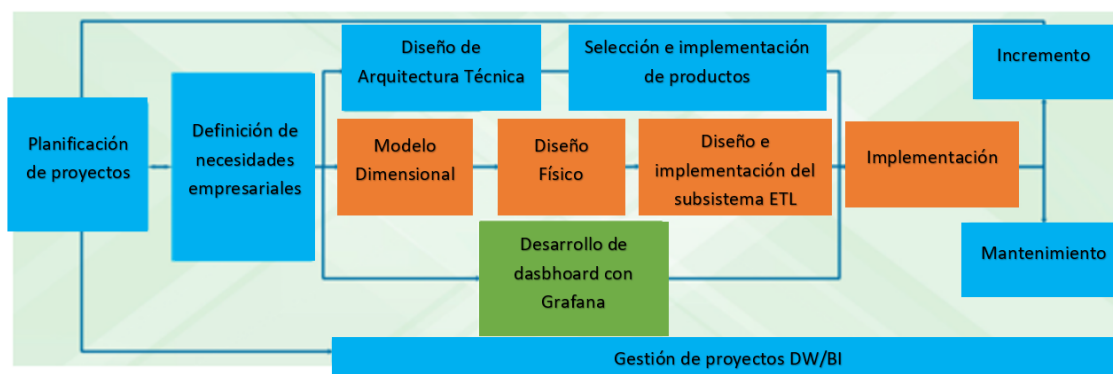 Planificación
de proyectos
Definición de
necesidades
empresariales
Diseño de
Arquitectura Técnica
Selección e implementación
de productos
Modelo
Dimensional
Diseño
Físico
Diseño e
implementación del
subsistema ETL
Desarrollo de
dasbhoard con
Grafana
Implementación
Incremento
Mantenimiento
Gestión de proyectos DW/BI